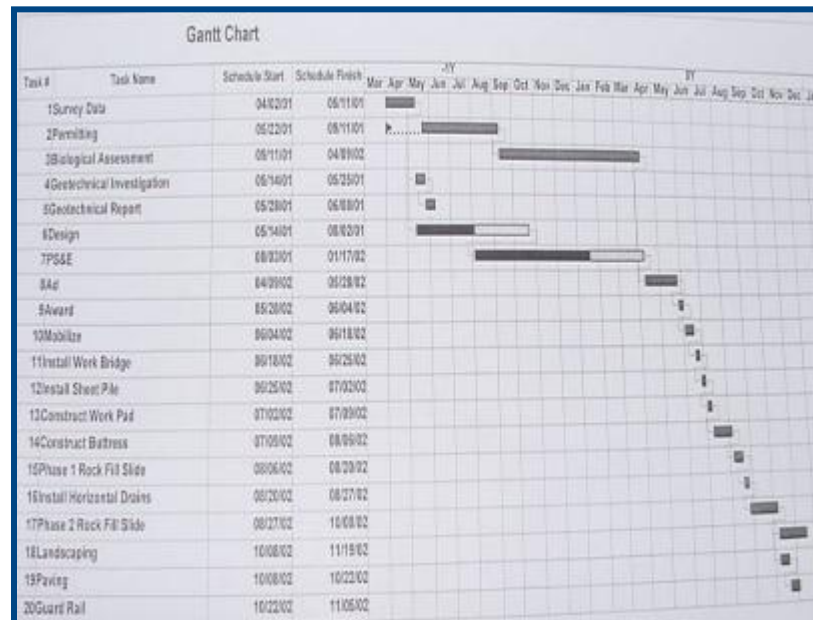 Gantt Chart
-1Y
BY
Task # Task Name Schedule Start Schedule Finish Mar Apr May Jun Jul Aug Sep Oct Nov Dec Jan Feb Mar Apr May Jun Jul Aug Sep Oct Nov Dec
1Survey Data 04/02/01 05/11/01
2Permitting 05/22/01 09/11/01
3Biological Assessment 09/11/01 04/09/02
4Geotechnical Investigation 05/14/01 05/25/01
5Geotechnical Report 05/28/01 06/08/01
6Design 05/14/01 08/02/01
7PS&E 08/03/01 01/17/02
8Ad 04/09/02 05/28/02
9Award 05/28/02 06/04/02
10Mobilize 06/04/02 06/18/02
11Install Work Bridge 06/18/02 06/25/02
12Install Sheet Pile 06/25/02 07/02/02
13Construct Work Pad 07/02/02 07/09/02
14Construct Buttress 07/09/02 08/06/02
15Phase 1 Rock Fill Slide 08/06/02 08/20/02
16Install Horizontal Drains 08/20/02 08/27/02
17Phase 2 Rock Fill Slide 08/27/02 10/08/02
18Landscaping 10/08/02 11/19/02
19Paving 10/08/02 10/22/02
20Guard Rail 10/22/02 11/05/02